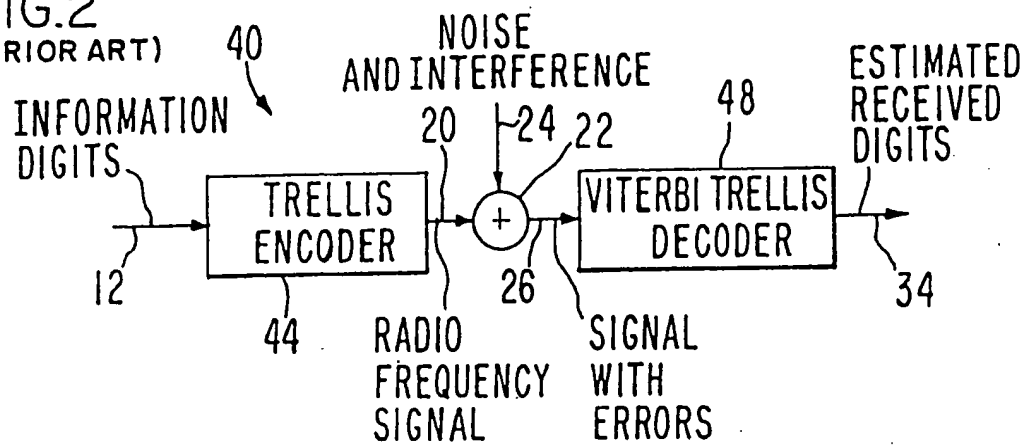 IG.2
RIOR ART)
40
NOISE
AND INTERFERENCE
ESTIMATED
RECEIVED
DIGITS
INFORMATION
DIGITS
20
24
22
48
TRELLIS
ENCODER
+
VITERBI TRELLIS
DECODER
12
44
26
34
RADIO
FREQUENCY
SIGNAL
SIGNAL
WITH
ERRORS